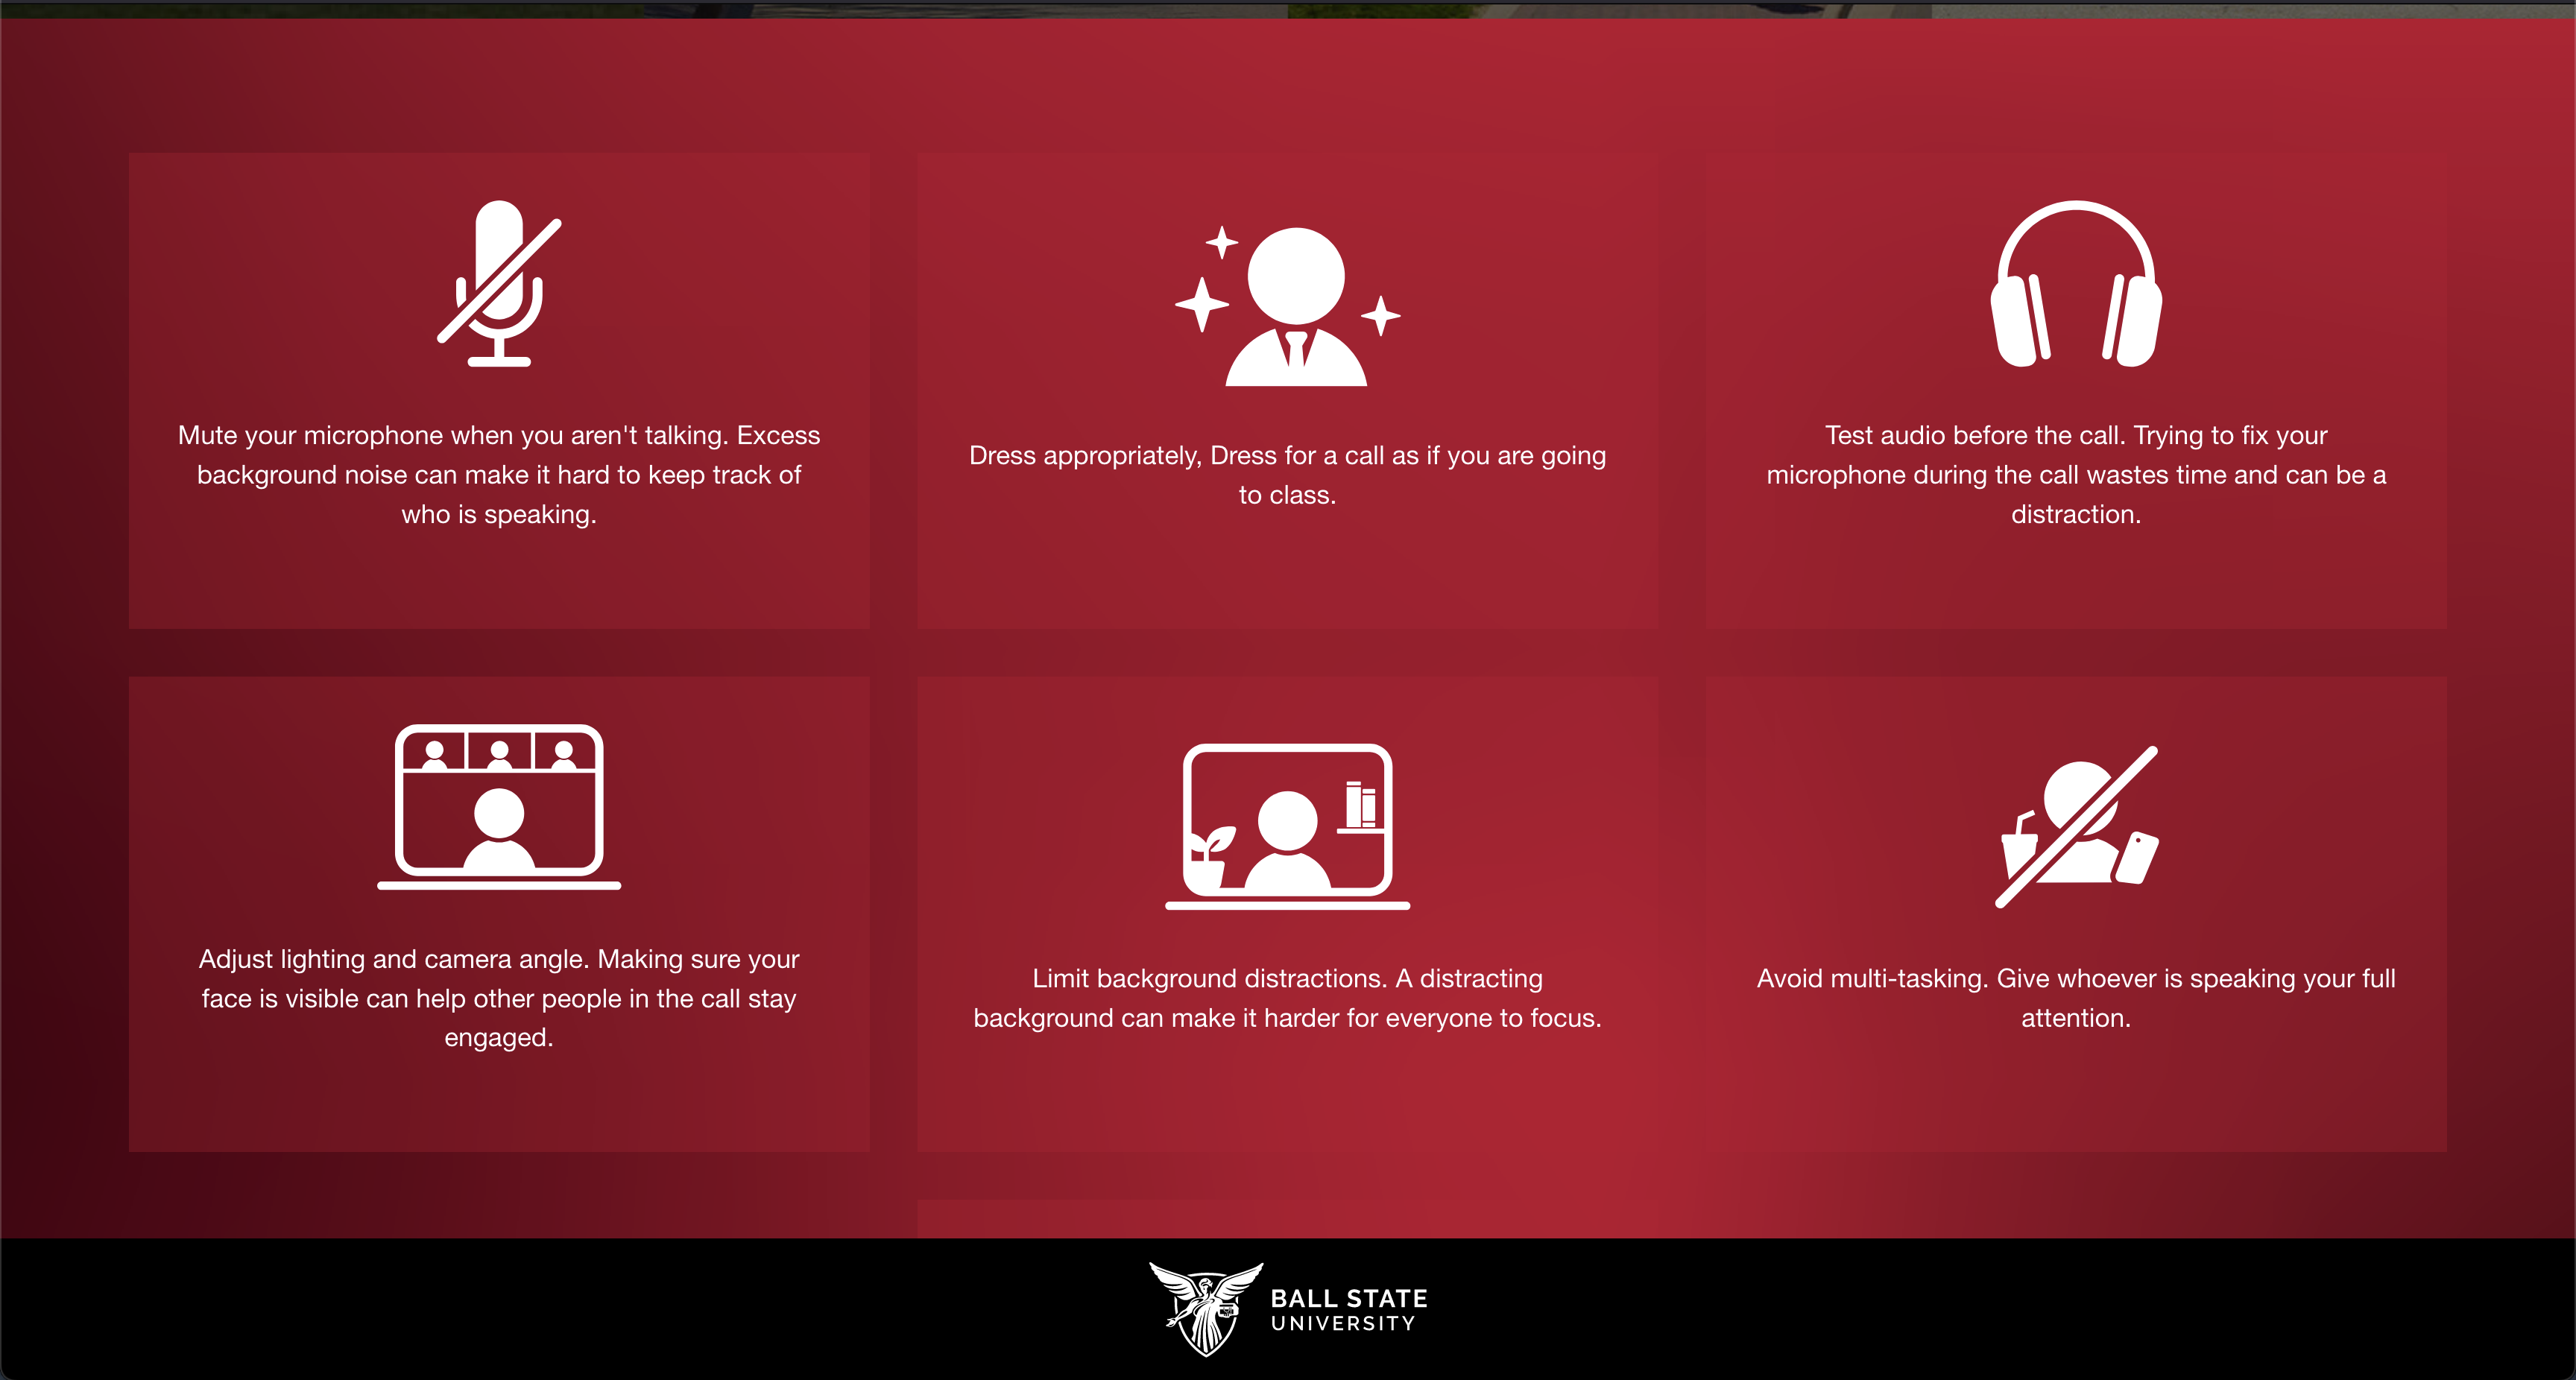 Mute your microphone when you aren't talking. Excess
background noise can make it hard to keep track of
who is speaking.
Dress appropriately, Dress for a call as if you are going
to class.
Test audio before the call. Trying to fix your
microphone during the call wastes time and can be a
distraction.
Adjust lighting and camera angle. Making sure your
face is visible can help other people in the call stay
engaged.
Limit background distractions. A distracting
background can make it harder for everyone to focus.
Avoid multi-tasking. Give whoever is speaking your full
attention.
BALL STATE
UNIVERSITY